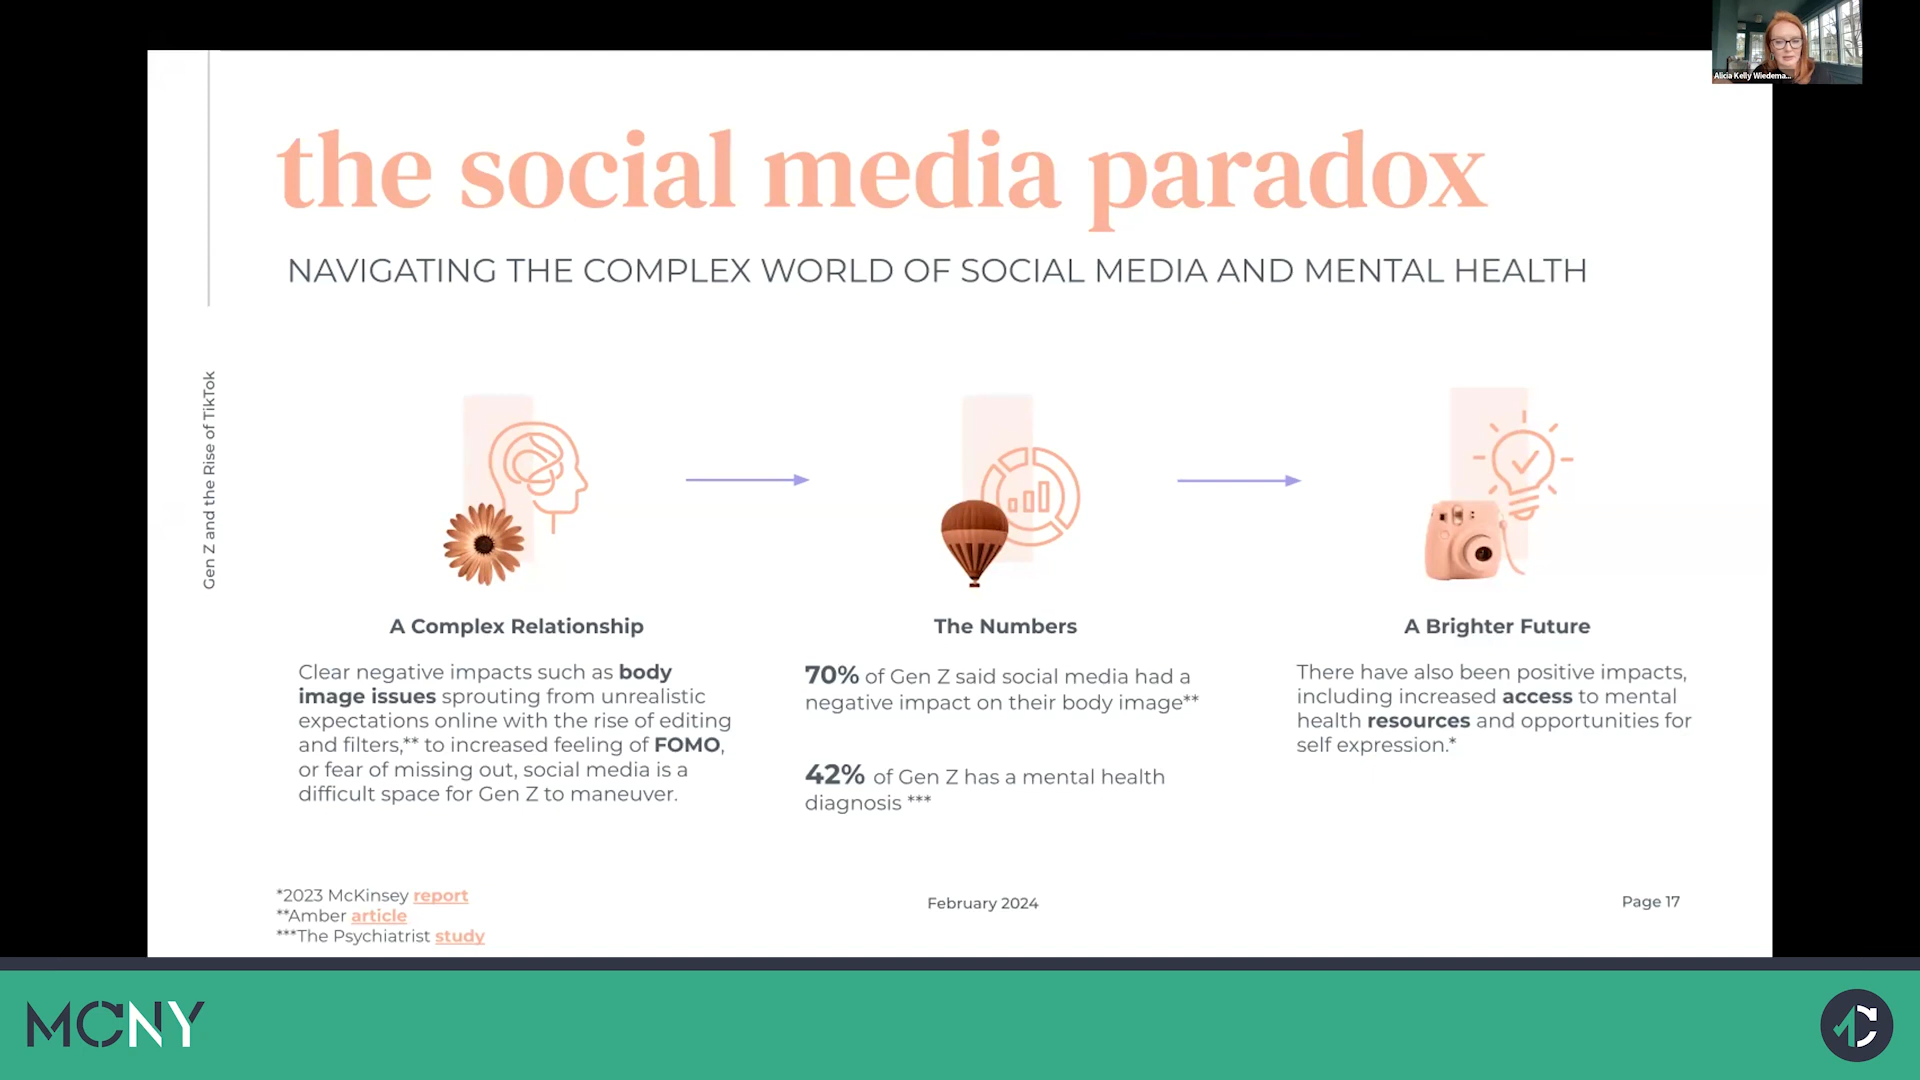 Alicia Kelly Wiedema...
the social media paradox
NAVIGATING THE COMPLEX WORLD OF SOCIAL MEDIA AND MENTAL HEALTH
Gen Z and the Rise of TikTok
A Complex Relationship
Clear negative impacts such as body
image issues sprouting from unrealistic
expectations online with the rise of editing
and filters,** to increased feeling of FOMO,
or fear of missing out, social media is a
difficult space for Gen Z to maneuver.
The Numbers
70% of Gen Z said social media had a
negative impact on their body image**
42% of Gen Z has a mental health
diagnosis ***
A Brighter Future
There have also been positive impacts,
including increased access to mental
health resources and opportunities for
self expression.*
*2023 McKinsey report
**Amber article
***The Psychiatrist study
February 2024
Page 17
MCNY